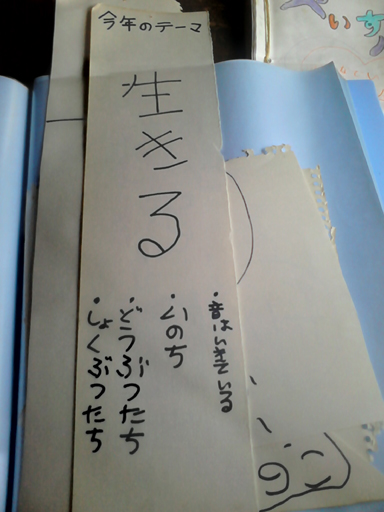 今年のテーマ
生きる
・音はいきている
・いのち
・どうぶつたち
・しょくぶつたち